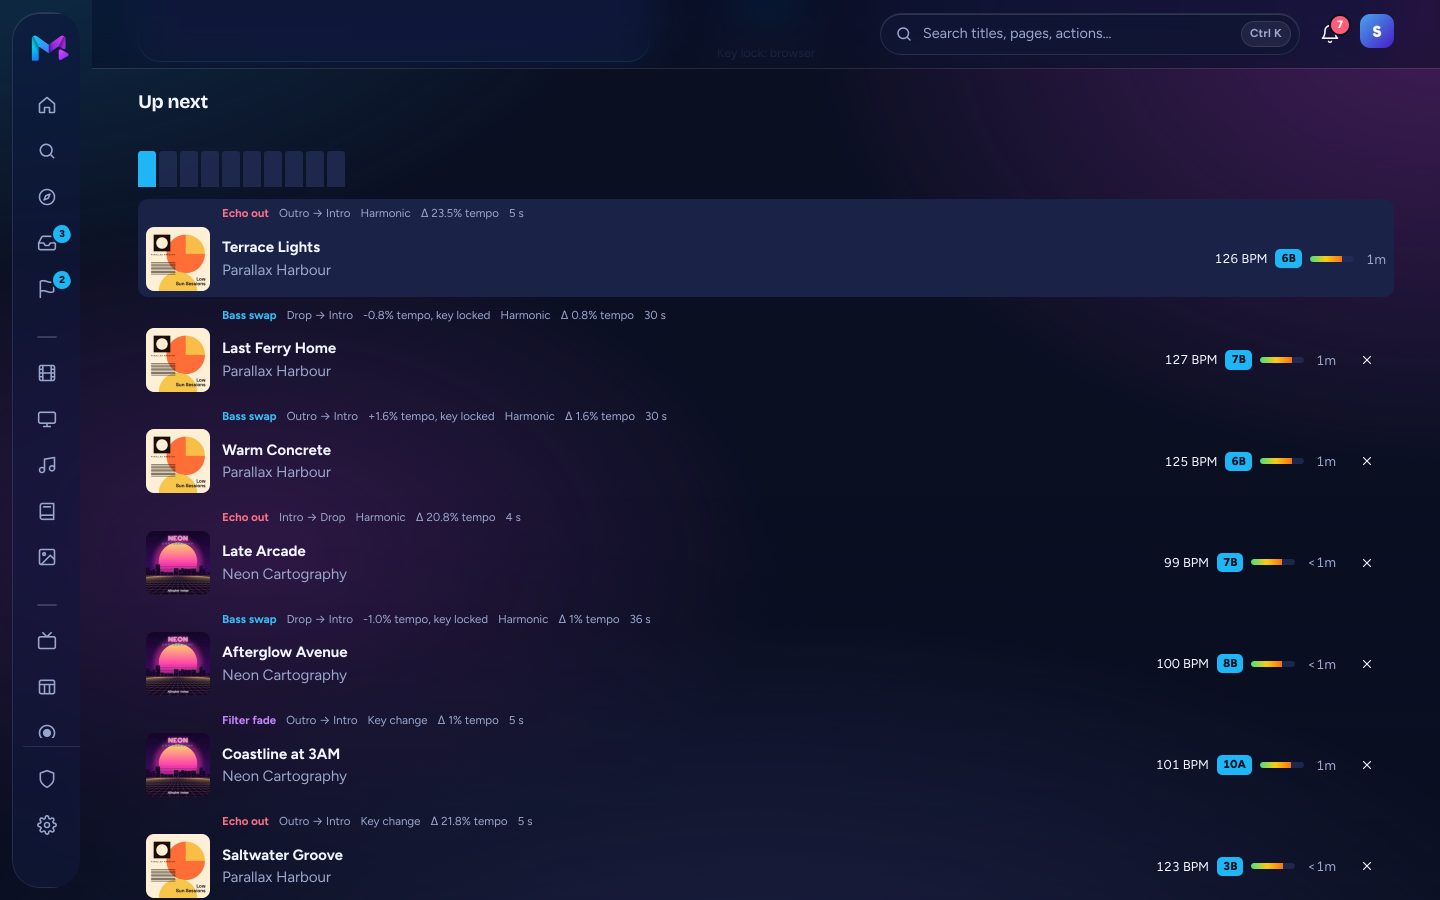 Key lock: browser
Search titles, pages, actions...
Ctrl K
7
S
3
2
Up next
Echo out Outro → Intro Harmonic Δ 23.5% tempo 5 s
Terrace Lights
Parallax Harbour
126 BPM 6B 1m
Bass swap Drop → Intro -0.8% tempo, key locked Harmonic Δ 0.8% tempo 30 s
Last Ferry Home
Parallax Harbour
127 BPM 7B 1m ×
Bass swap Outro → Intro +1.6% tempo, key locked Harmonic Δ 1.6% tempo 30 s
Warm Concrete
Parallax Harbour
125 BPM 6B 1m ×
Echo out Intro → Drop Harmonic Δ 20.8% tempo 4 s
Late Arcade
Neon Cartography
99 BPM 7B <1m ×
Bass swap Drop → Intro -1.0% tempo, key locked Harmonic Δ 1% tempo 36 s
Afterglow Avenue
Neon Cartography
100 BPM 8B <1m ×
Filter fade Outro → Intro Key change Δ 1% tempo 5 s
Coastline at 3AM
Neon Cartography
101 BPM 10A 1m ×
Echo out Outro → Intro Key change Δ 21.8% tempo 5 s
Saltwater Groove
Parallax Harbour
123 BPM 3B <1m ×
Low
Sun Sessions
NEON